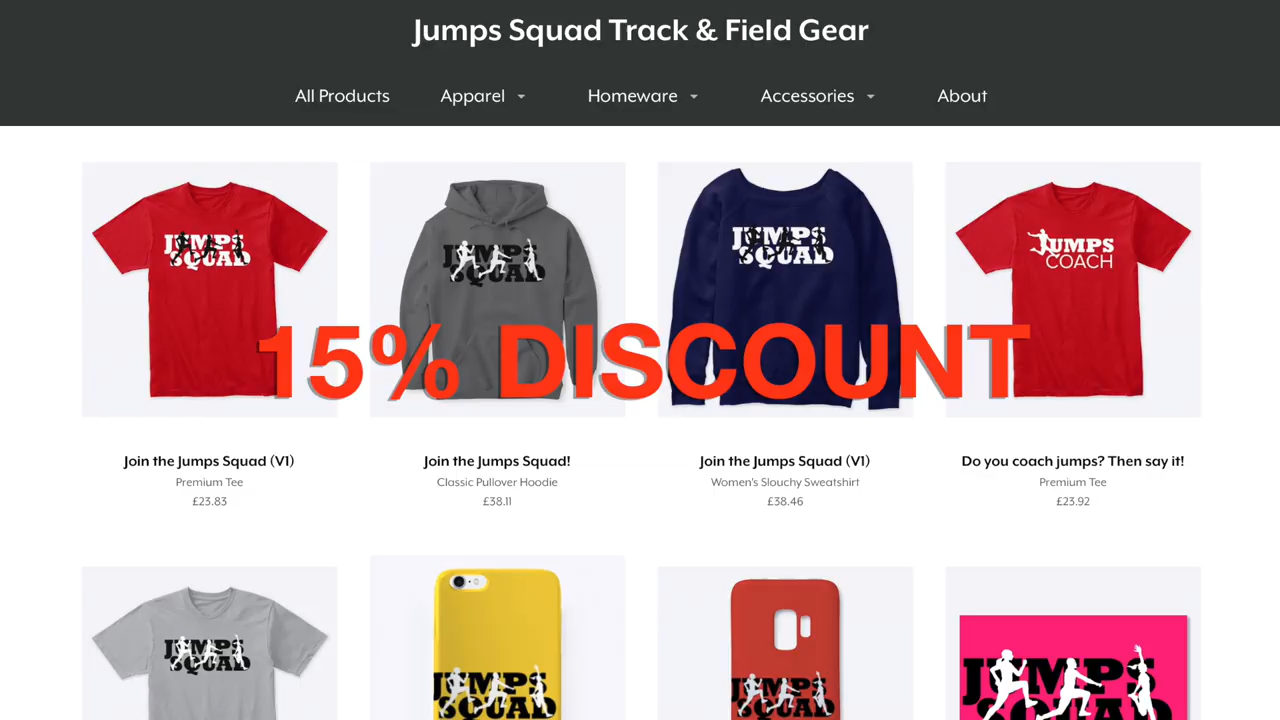 Jumps Squad Track & Field Gear
All Products Apparel Homeware Accessories About
JUMPS
SQUAD
JUMPS
SQUAD
JUMPS
SQUAD
JUMPS
COACH
15% DISCOUNT
Join the Jumps Squad (V1)
Premium Tee
£23.83
Join the Jumps Squad!
Classic Pullover Hoodie
£38.11
Join the Jumps Squad (V1)
Women's Slouchy Sweatshirt
£38.46
Do you coach jumps? Then say it!
Premium Tee
£23.92
JUMPS
SQUAD
JUMPS
SQUAD
JUMPS
SQUAD
JUMPS
SQUAD